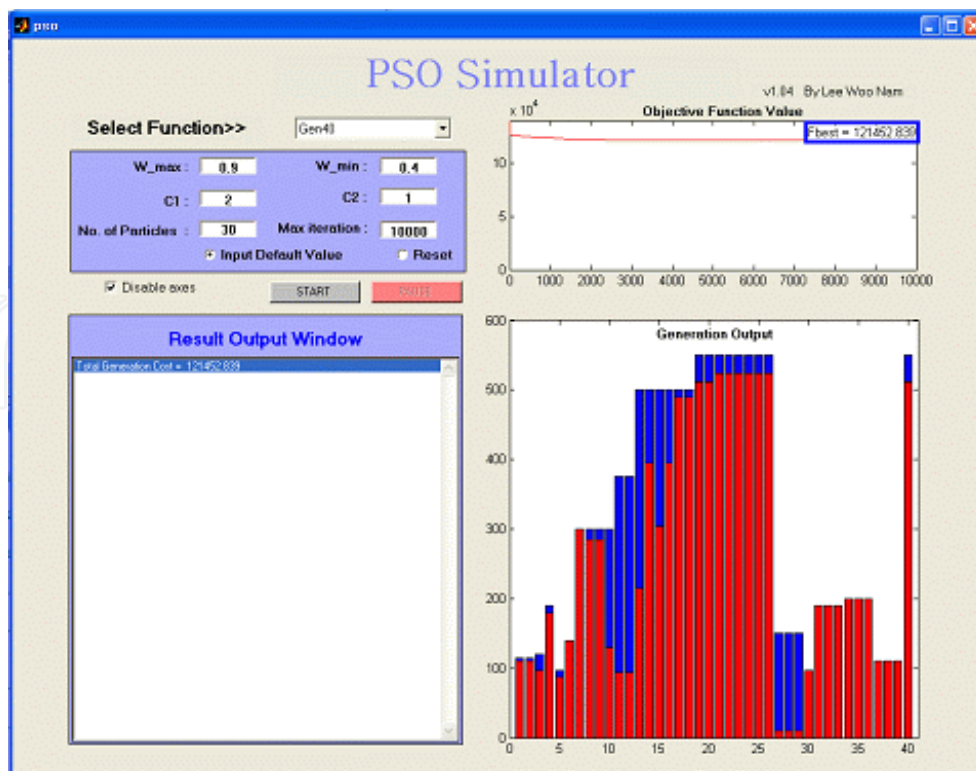 pso
PSO Simulator
v1.04 By Lee Woo Nam
Select Function>>
Gen40
W_max : 0.9
W_min : 0.4
C1 : 2
C2 : 1
No. of Particles : 30
Max iteration : 10000
Input Default Value
Reset
Disable axes
START
PAUSE
Result Output Window
Total Generation Cost = 121452.839
x 10^4
Objective Function Value
Fbest = 121452.839
10
5
0
0 1000 2000 3000 4000 5000 6000 7000 8000 9000 10000
Generation Output
600
500
400
300
200
100
0
0 5 10 15 20 25 30 35 40